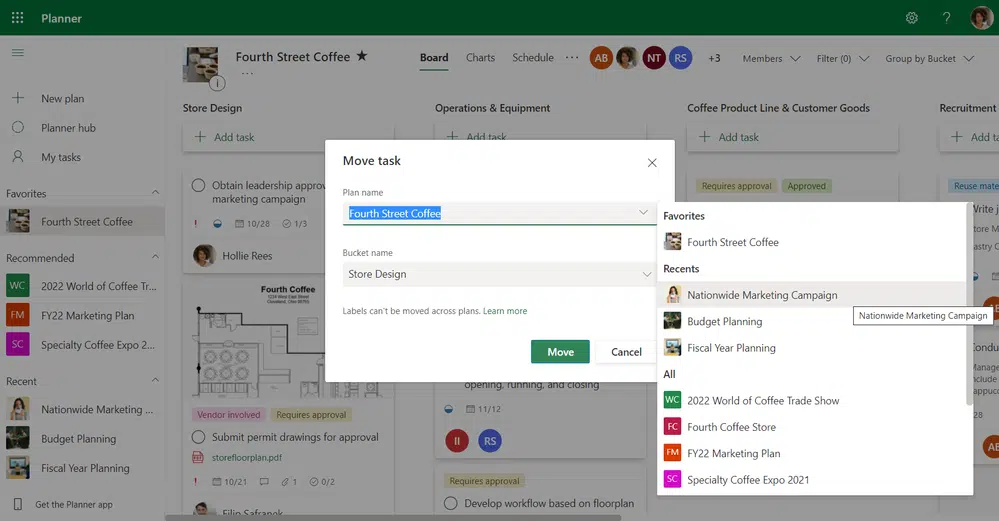 Planner
?
Fourth Street Coffee ★
Board
Charts
Schedule
AB
NT
RS
+3
Members
Filter (0)
Group by Bucket
New plan
Planner hub
My tasks
Favorites
Fourth Street Coffee
Recommended
WC
2022 World of Coffee Tr...
FM
FY22 Marketing Plan
SC
Specialty Coffee Expo 2...
Recent
Nationwide Marketing ...
Budget Planning
Fiscal Year Planning
Get the Planner app
Store Design
Add task
Obtain leadership approv
marketing campaign
10/28
1/3
Hollie Rees
Fourth Coffee
Vendor involved
Requires approval
Submit permit drawings for approval
storefloorplan.pdf
10/21
1
0/2
Filip Safranek
Operations & Equipment
Add task
opening, running, and closing
11/12
II
RS
Requires approval
Develop workflow based on floorplan
Coffee Product Line & Customer Goods
Add task
Requires approval
Approved
Recruitment
Add ta
Reuse mate
Move task
Plan name
Fourth Street Coffee
Bucket name
Store Design
Labels can't be moved across plans. Learn more
Move
Cancel
Favorites
Fourth Street Coffee
Recents
Nationwide Marketing Campaign
Nationwide Marketing Campaign
Budget Planning
Fiscal Year Planning
All
WC
2022 World of Coffee Trade Show
FC
Fourth Coffee Store
FM
FY22 Marketing Plan
SC
Specialty Coffee Expo 2021